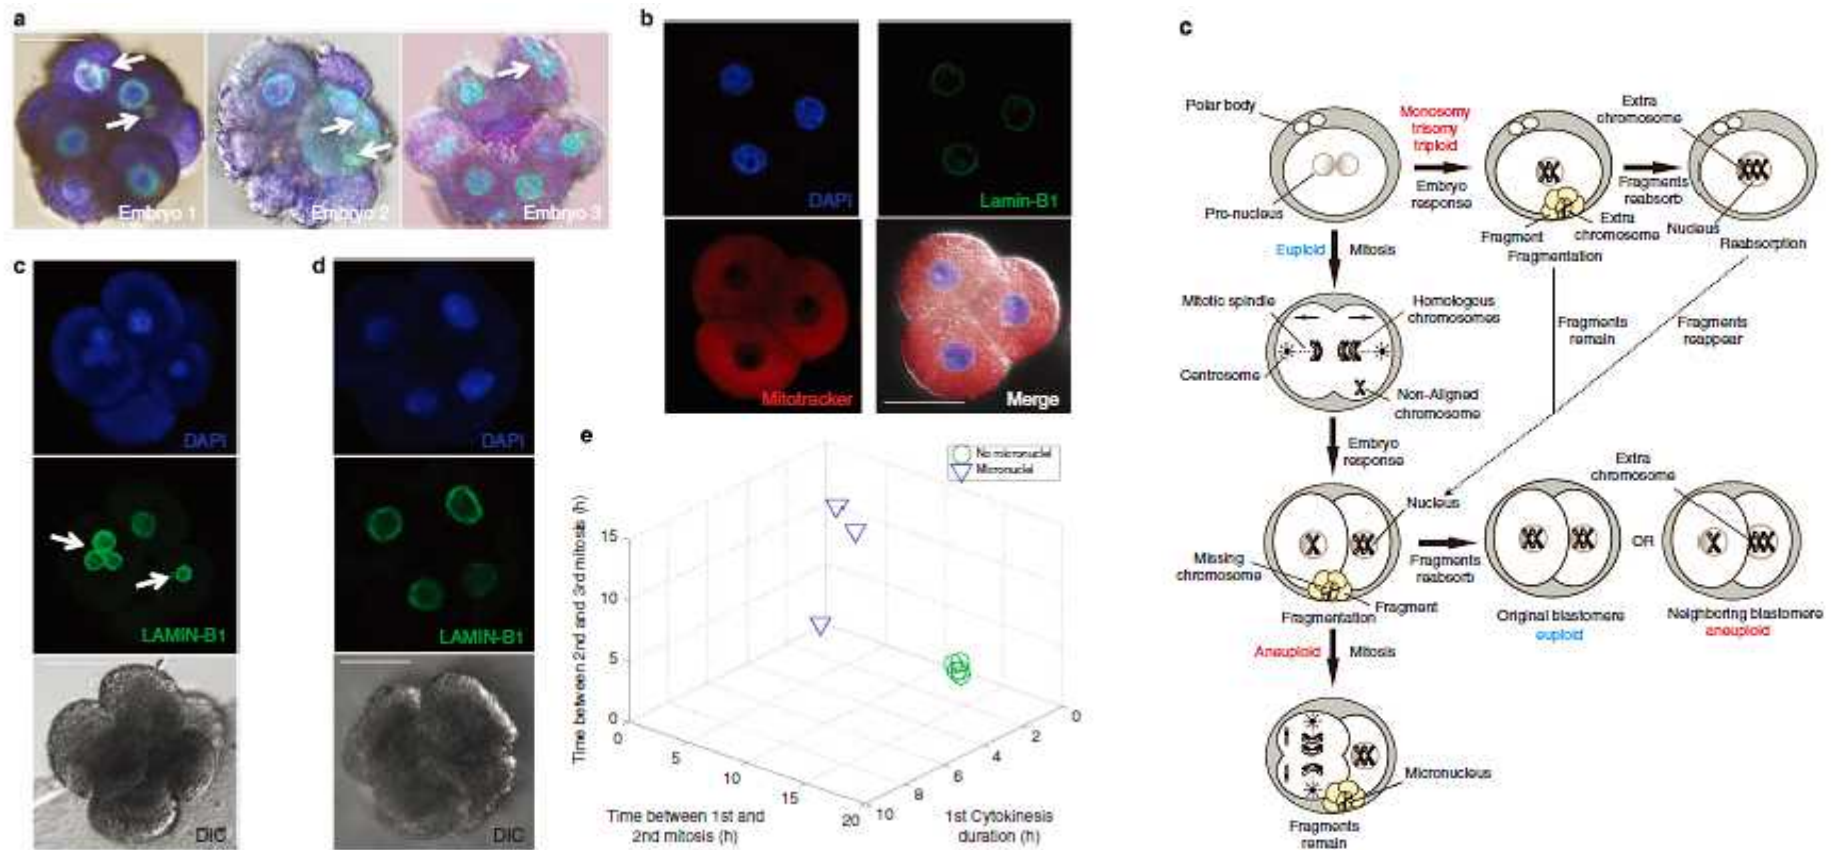 a
Embryo 1
Embryo 2
Embryo 3
b
DAPI
Lamin-B1
Mitotracker
Merge
c
DAPI
LAMIN-B1
DIC
d
DAPI
LAMIN-B1
DIC
e
No micronuclei
Micronuclei
Time between 2nd and 3rd mitosis (h)
15
10
5
0
0
5
10
15
20
Time between 1st and
2nd mitosis (h)
10
8
6
4
2
0
1st Cytokinesis
duration (h)
c
Polar body
Pro-nucleus
Monosomy
trisomy
triploid
Embryo
response
Fragment
Extra
chromosome
Fragmentation
Fragments
reabsorb
Extra
chromosome
Nucleus
Reabsorption
Euploid
Mitosis
Mitotic spindle
Homologous
chromosomes
Centrosome
Non-Aligned
chromosome
Fragments
remain
Fragments
reappear
Embryo
response
Nucleus
Missing
chromosome
Fragment
Fragmentation
Fragments
reabsorb
Original blastomere
euploid
OR
Extra
chromosome
Neighboring blastomere
aneuploid
Aneuploid
Mitosis
Micronucleus
Fragments
remain